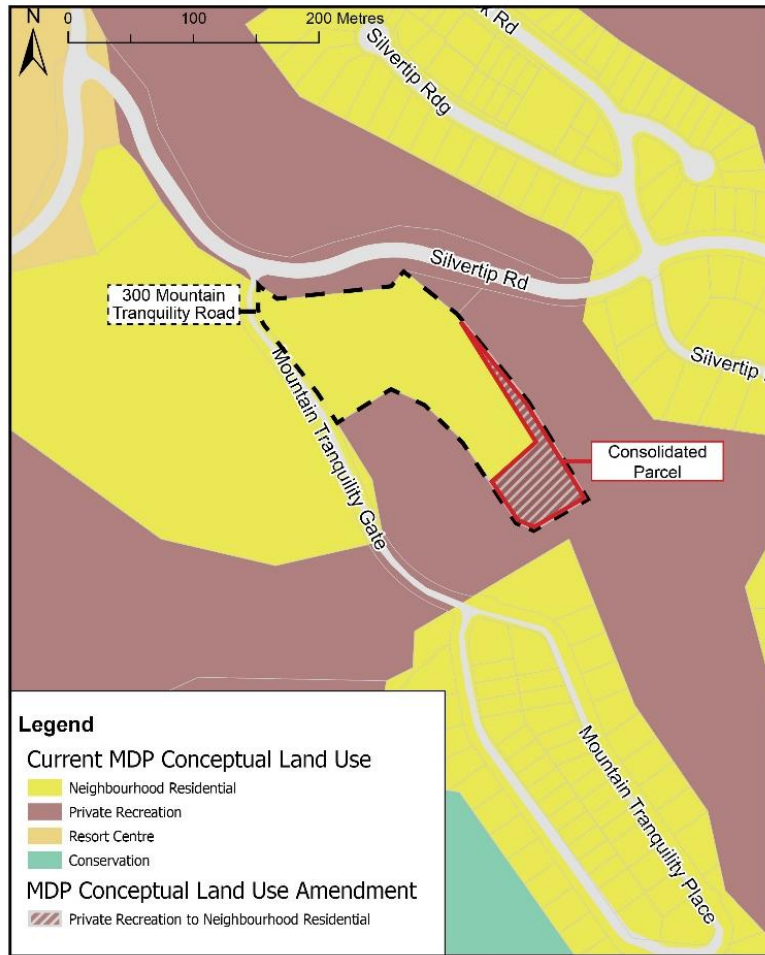 N
0 100 200 Metres
k Rd
Silvertip Rdg
Silvertip Rd
300 Mountain
Tranquility Road
Silvertip
Mountain Tranquility Gate
Consolidated
Parcel
Mountain Tranquility Place
Legend
Current MDP Conceptual Land Use
Neighbourhood Residential
Private Recreation
Resort Centre
Conservation
MDP Conceptual Land Use Amendment
Private Recreation to Neighbourhood Residential